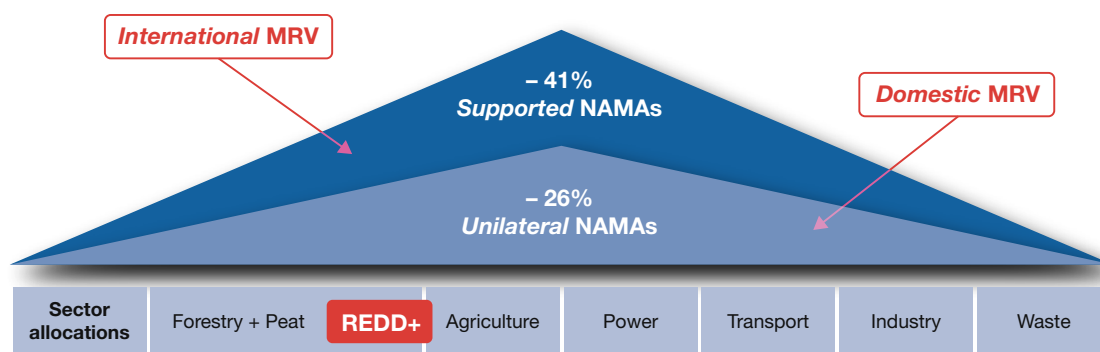 International MRV
– 41%
Supported NAMAs
Domestic MRV
– 26%
Unilateral NAMAs
Sector
allocations
Forestry + Peat
REDD+
Agriculture
Power
Transport
Industry
Waste